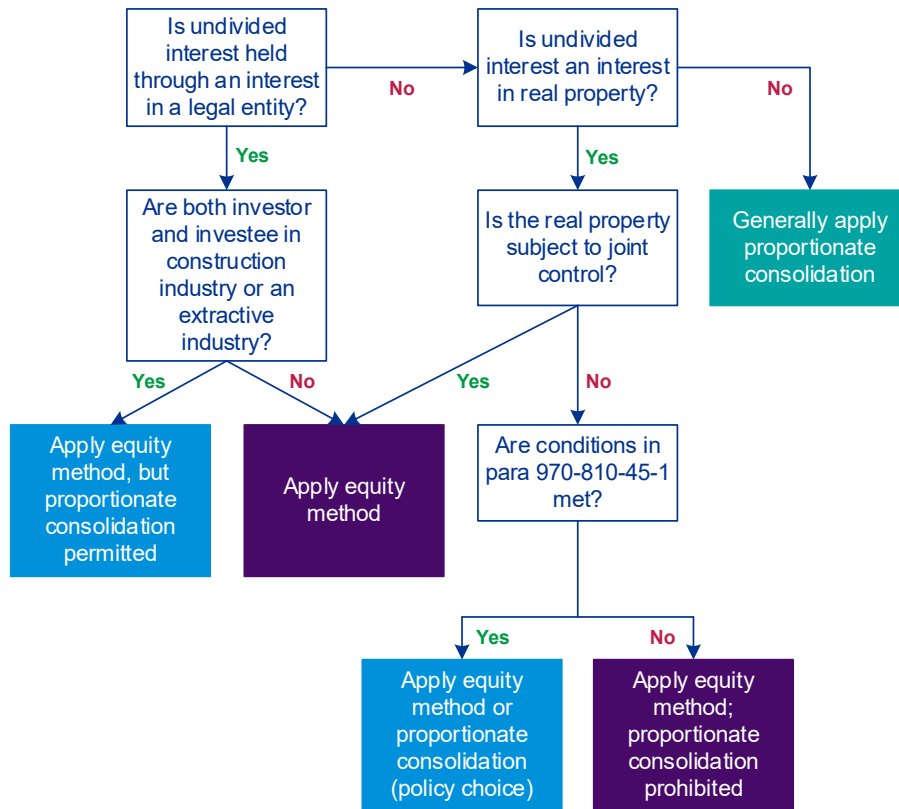 Is undivided
interest held
through an interest
in a legal entity?
No
Is undivided
interest an interest
in real property?
No
Yes
Yes
Are both investor
and investee in
construction
industry or an
extractive
industry?
Is the real property
subject to joint
control?
Generally apply
proportionate
consolidation
Yes
No
Yes
No
Apply equity
method, but
proportionate
consolidation
permitted
Apply equity
method
Are conditions in
para 970-810-45-1
met?
Yes
No
Apply equity
method or
proportionate
consolidation
(policy choice)
Apply equity
method;
proportionate
consolidation
prohibited